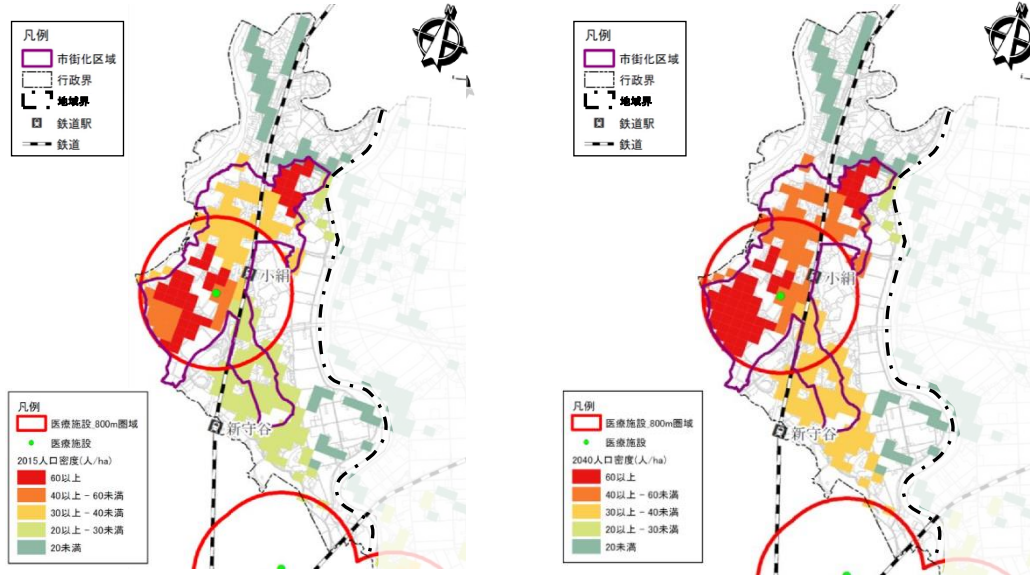 凡例
市街化区域
行政界
地域界
鉄道駅
鉄道
小絹
新守谷
凡例
医療施設_800m圏域
医療施設
2015人口密度(人/ha)
60以上
40以上 - 60未満
30以上 - 40未満
20以上 - 30未満
20未満
凡例
市街化区域
行政界
地域界
鉄道駅
鉄道
小絹
新守谷
凡例
医療施設_800m圏域
医療施設
2040人口密度(人/ha)
60以上
40以上 - 60未満
30以上 - 40未満
20以上 - 30未満
20未満